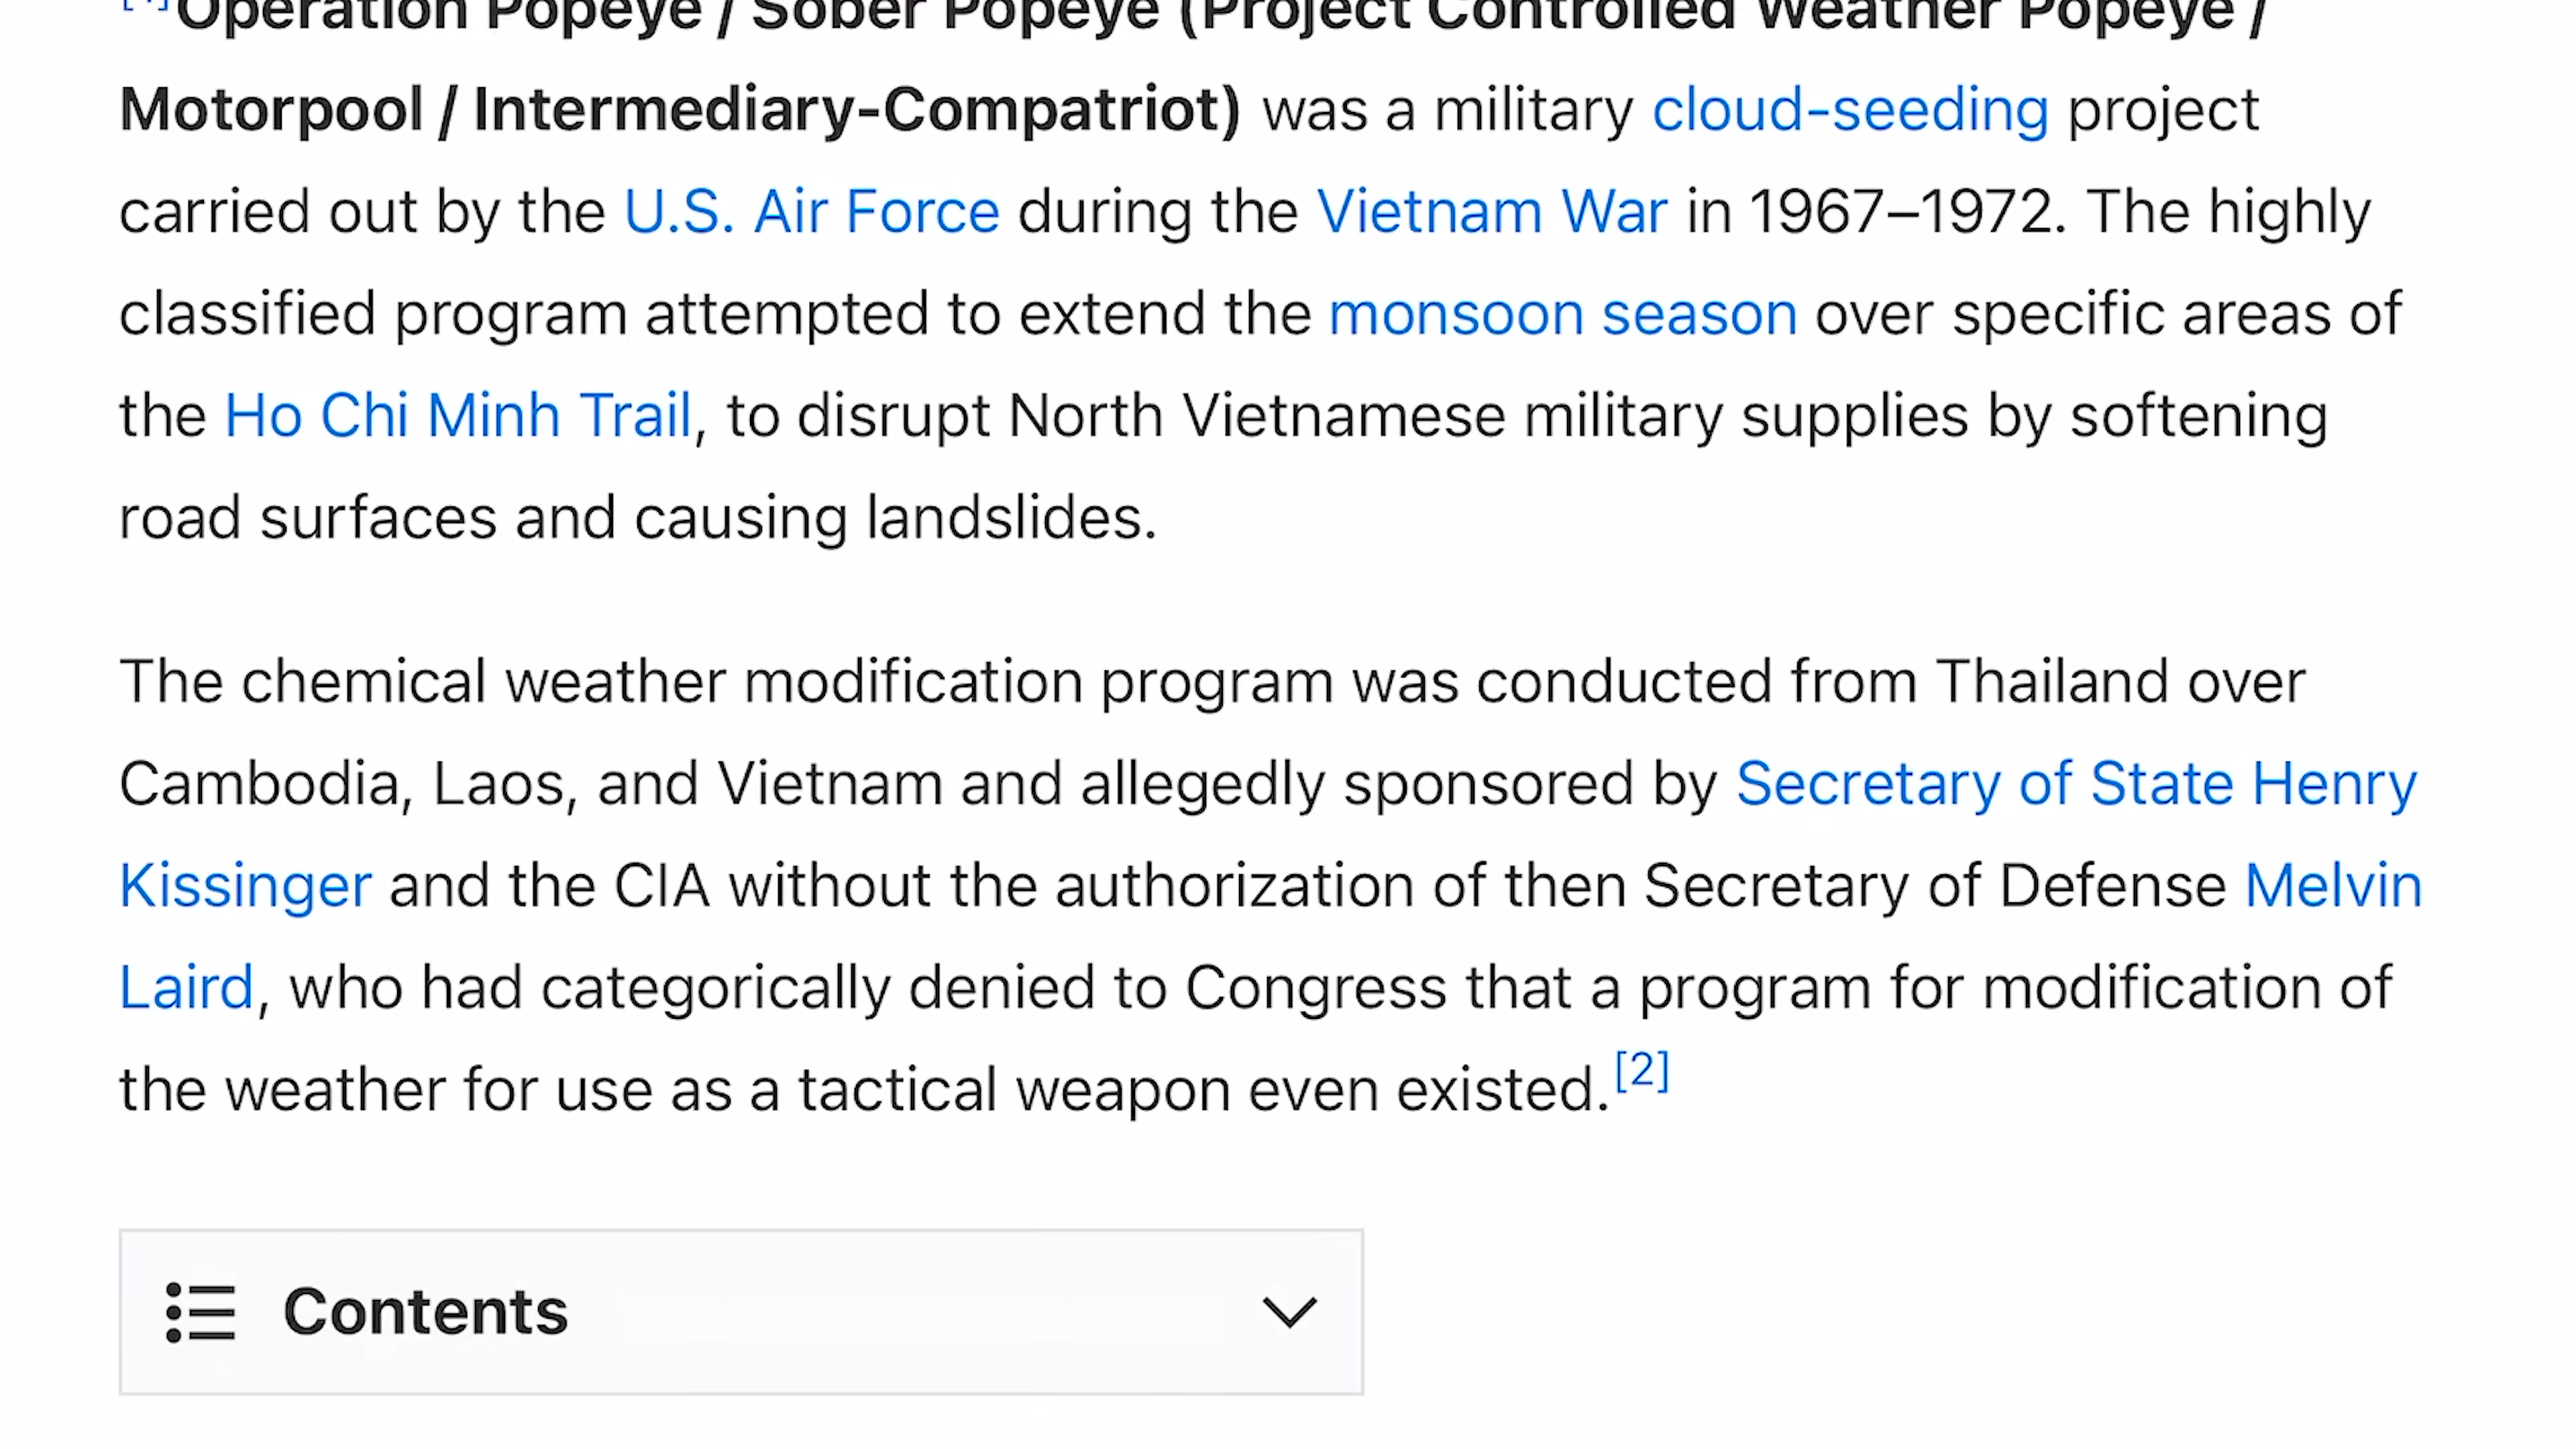 Operation Popeye / Sober Popeye (Project Controlled Weather Popeye /
Motorpool / Intermediary-Compatriot) was a military cloud-seeding project
carried out by the U.S. Air Force during the Vietnam War in 1967–1972. The highly
classified program attempted to extend the monsoon season over specific areas of
the Ho Chi Minh Trail, to disrupt North Vietnamese military supplies by softening
road surfaces and causing landslides.
The chemical weather modification program was conducted from Thailand over
Cambodia, Laos, and Vietnam and allegedly sponsored by Secretary of State Henry
Kissinger and the CIA without the authorization of then Secretary of Defense Melvin
Laird, who had categorically denied to Congress that a program for modification of
the weather for use as a tactical weapon even existed.[2]
Contents